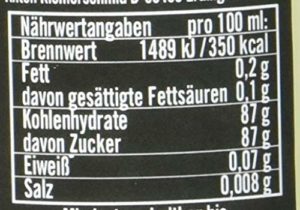 Nährwertangaben pro 100 ml:
Brennwert 1489 kJ/350 kcal
Fett 0,2 g
davon gesättigte Fettsäuren 0,1 g
Kohlenhydrate 87 g
davon Zucker 87 g
Eiweiß 0,07 g
Salz 0,008 g